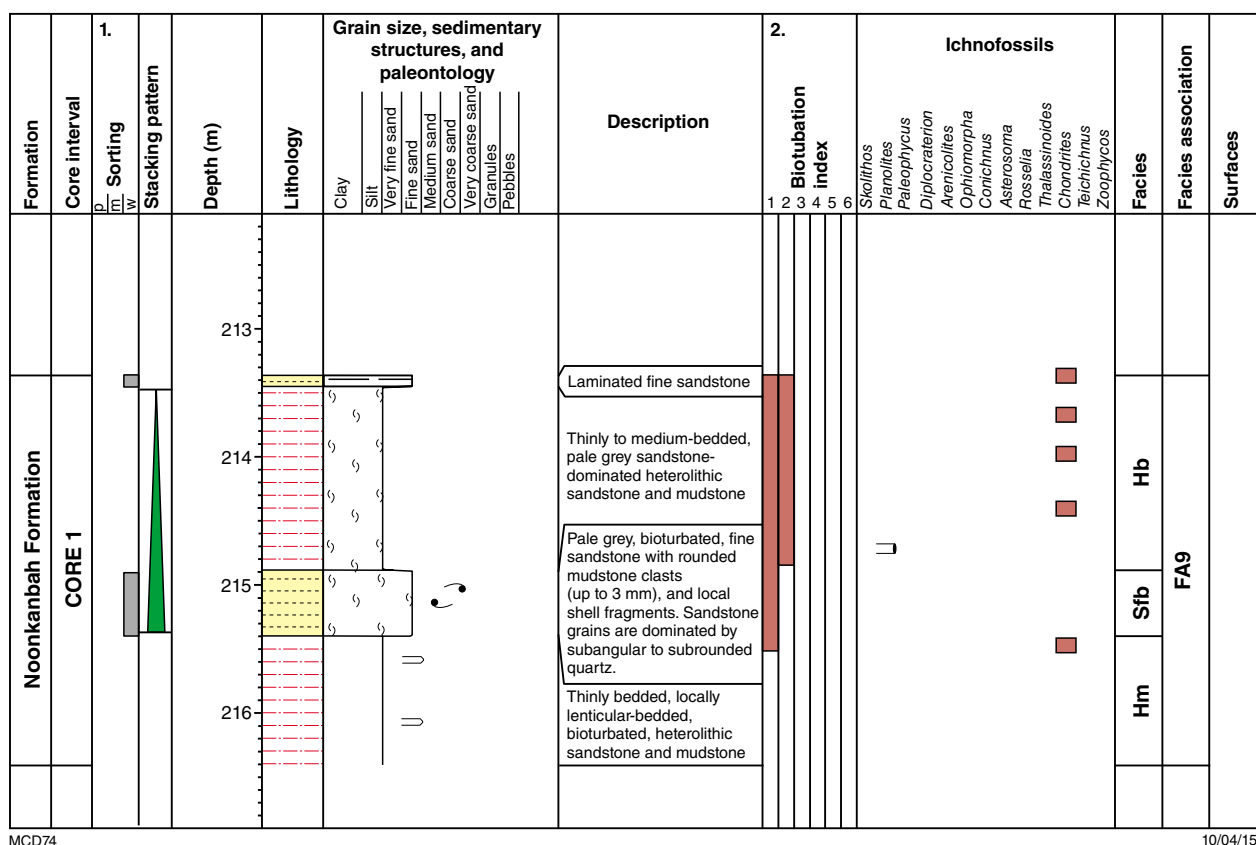 Formation
Core interval
1.
Sorting
p
m
w
Stacking pattern
Depth (m)
Lithology
Grain size, sedimentary
structures, and
paleontology
Clay
Silt
Very fine sand
Fine sand
Medium sand
Coarse sand
Very coarse sand
Granules
Pebbles
Description
2.
Biotubation
index
1 2 3 4 5 6
Ichnofossils
Skolithos
Planolites
Paleophycus
Diplocraterion
Arenicolites
Ophiomorpha
Conichnus
Asterosoma
Rosselia
Thalassinoides
Chondrites
Teichichnus
Zoophycos
Facies
Facies association
Surfaces
Noonkanbah Formation
CORE 1
213
214
215
216
Laminated fine sandstone
Thinly to medium-bedded,
pale grey sandstone-
dominated heterolithic
sandstone and mudstone
Pale grey, bioturbated, fine
sandstone with rounded
mudstone clasts
(up to 3 mm), and local
shell fragments. Sandstone
grains are dominated by
subangular to subrounded
quartz.
Thinly bedded, locally
lenticular-bedded,
bioturbated, heterolithic
sandstone and mudstone
Hb
Sfb
Hm
FA9
MCD74
10/04/15